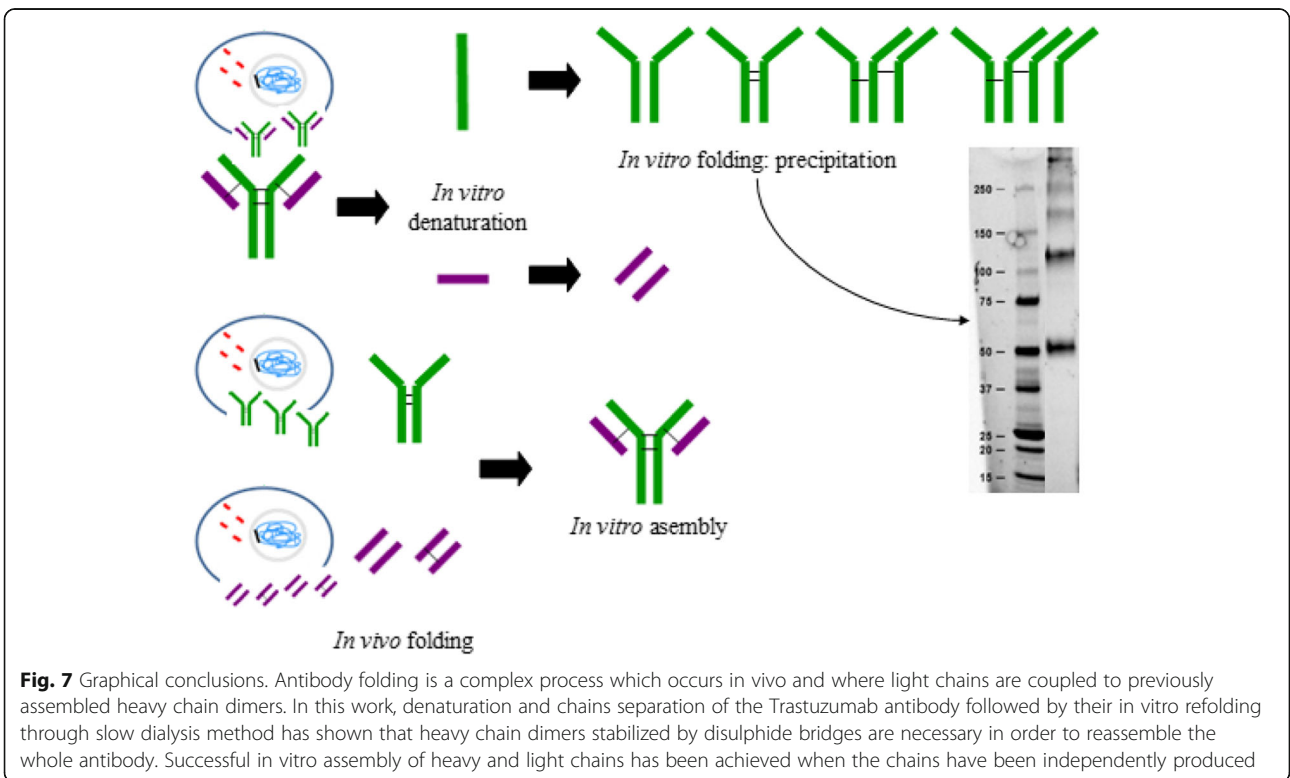 In vitro folding: precipitation
In vitro
denaturation
250
150
100
75
50
37
25
20
15
In vitro asembly
In vivo folding
Fig. 7 Graphical conclusions. Antibody folding is a complex process which occurs in vivo and where light chains are coupled to previously
assembled heavy chain dimers. In this work, denaturation and chains separation of the Trastuzumab antibody followed by their in vitro refolding
through slow dialysis method has shown that heavy chain dimers stabilized by disulphide bridges are necessary in order to reassemble the
whole antibody. Successful in vitro assembly of heavy and light chains has been achieved when the chains have been independently produced